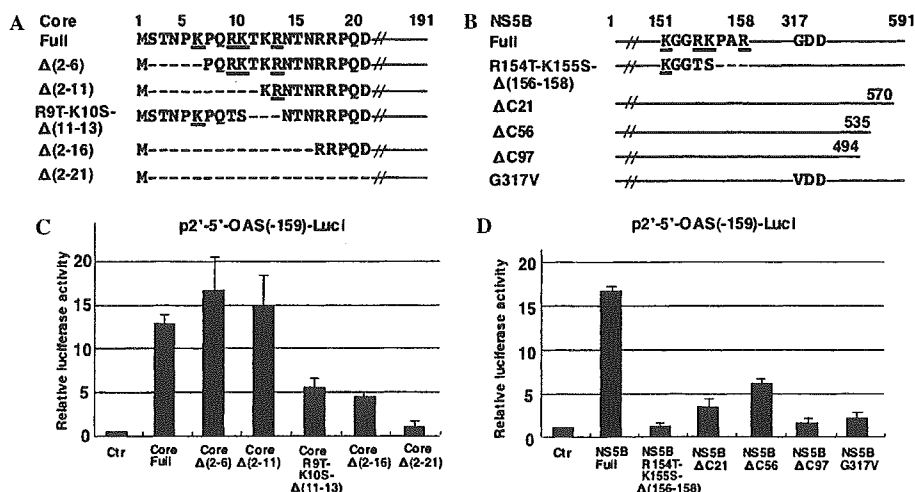 A Core 1 5 10 15 20 191
Full MSTNPKPQRKTKRNTNRRPQD
Δ(2-6) M-----PQRKTKRNTNRRPQD
Δ(2-11) M----------KRNTNRRPQD
R9T-K10S-
Δ(11-13) MSTNPKPQTS---NTNRRPQD
Δ(2-16) M---------------RRPQD
Δ(2-21) M--------------------
B NS5B 1 151 158 317 591
Full KGGRKPAR GDD
R154T-K155S-
Δ(156-158) KGGTS---
ΔC21 570
ΔC56 535
ΔC97 494
G317V VDD
C p2'-5'-OAS(-159)-Luci
Relative luciferase activity
20
15
10
5
0
Ctr
Core
Full
Core
Δ(2-6)
Core
Δ(2-11)
Core
R9T-
K10S-
Δ(11-13)
Core
Δ(2-16)
Core
Δ(2-21)
D p2'-5'-OAS(-159)-Luci
Relative luciferase activity
20
15
10
5
0
Ctr
NS5B
Full
NS5B
R154T-
K155S-
Δ(156-158)
NS5B
ΔC21
NS5B
ΔC56
NS5B
ΔC97
NS5B
G317V